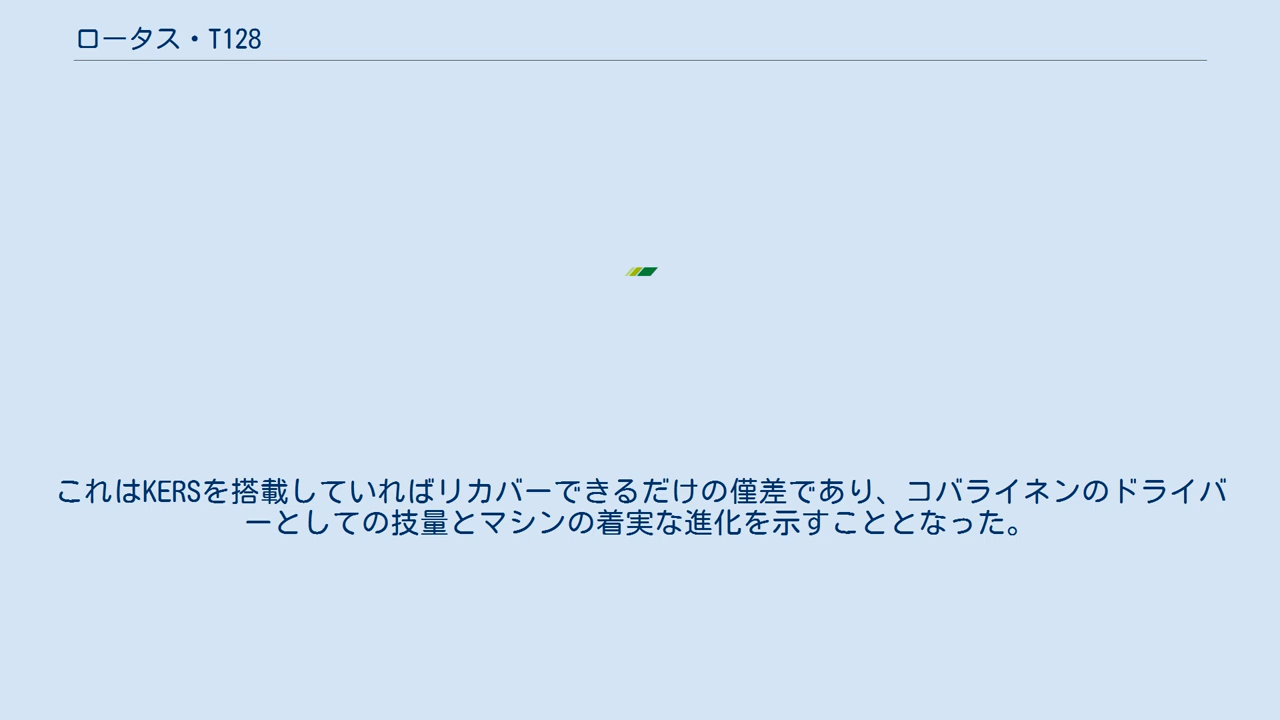 ロータス・T128
これはKERSを搭載していればリカバーできるだけの僅差であり、コバライネンのドライバ
ーとしての技量とマシンの着実な進化を示すこととなった。